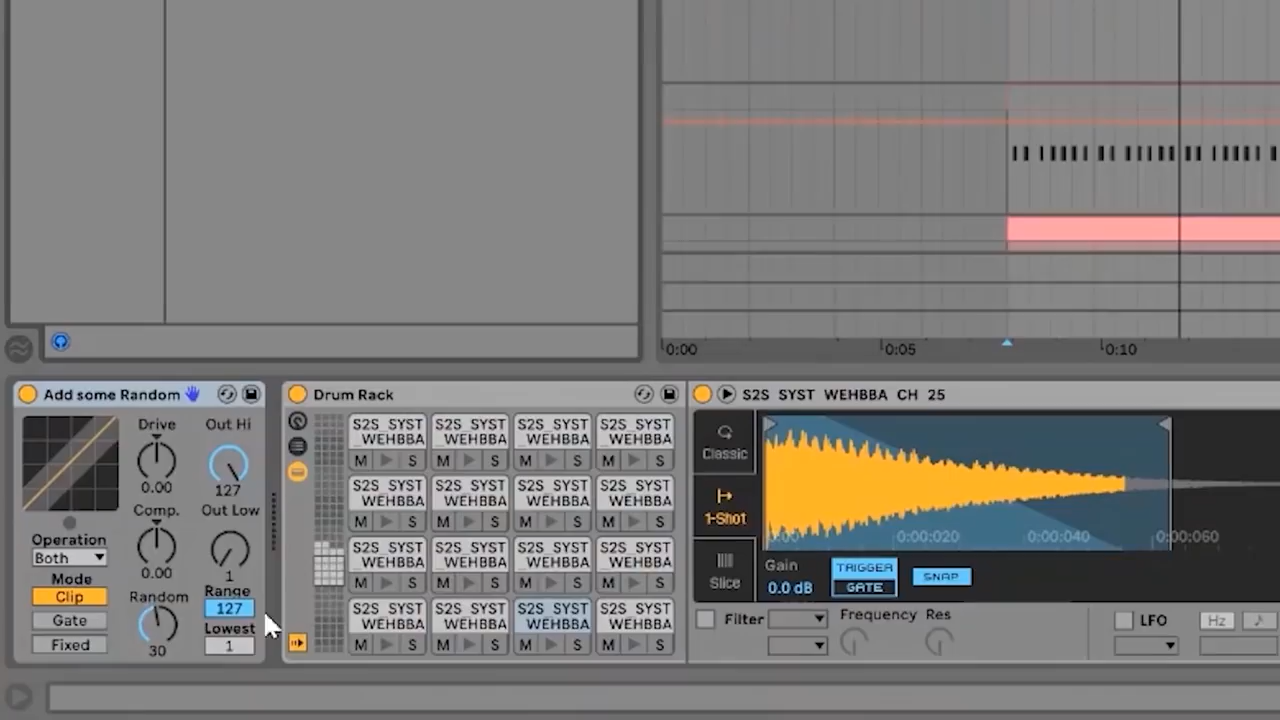 0:00 0:05 0:10
Add some Random
Drive Out Hi
0.00 127
Comp. Out Low
0.00 1
Operation
Both
Mode
Clip
Gate
Fixed
Random
30
Range
127
Lowest
1
Drum Rack
S2S SYST S2S SYST S2S SYST S2S SYST
WEHBBA WEHBBA WEHBBA WEHBBA
M S M S M S M S
S2S SYST S2S SYST S2S SYST S2S SYST
WEHBBA WEHBBA WEHBBA WEHBBA
M S M S M S M S
S2S SYST S2S SYST S2S SYST S2S SYST
WEHBBA WEHBBA WEHBBA WEHBBA
M S M S M S M S
S2S SYST S2S SYST S2S SYST S2S SYST
WEHBBA WEHBBA WEHBBA WEHBBA
M S M S M S M S
S2S SYST WEHBBA CH 25
Classic
1-Shot
Slice
0:00:020 0:00:040 0:00:060
Gain
0.0 dB
TRIGGER
GATE
SNAP
Filter Frequency Res
LFO Hz